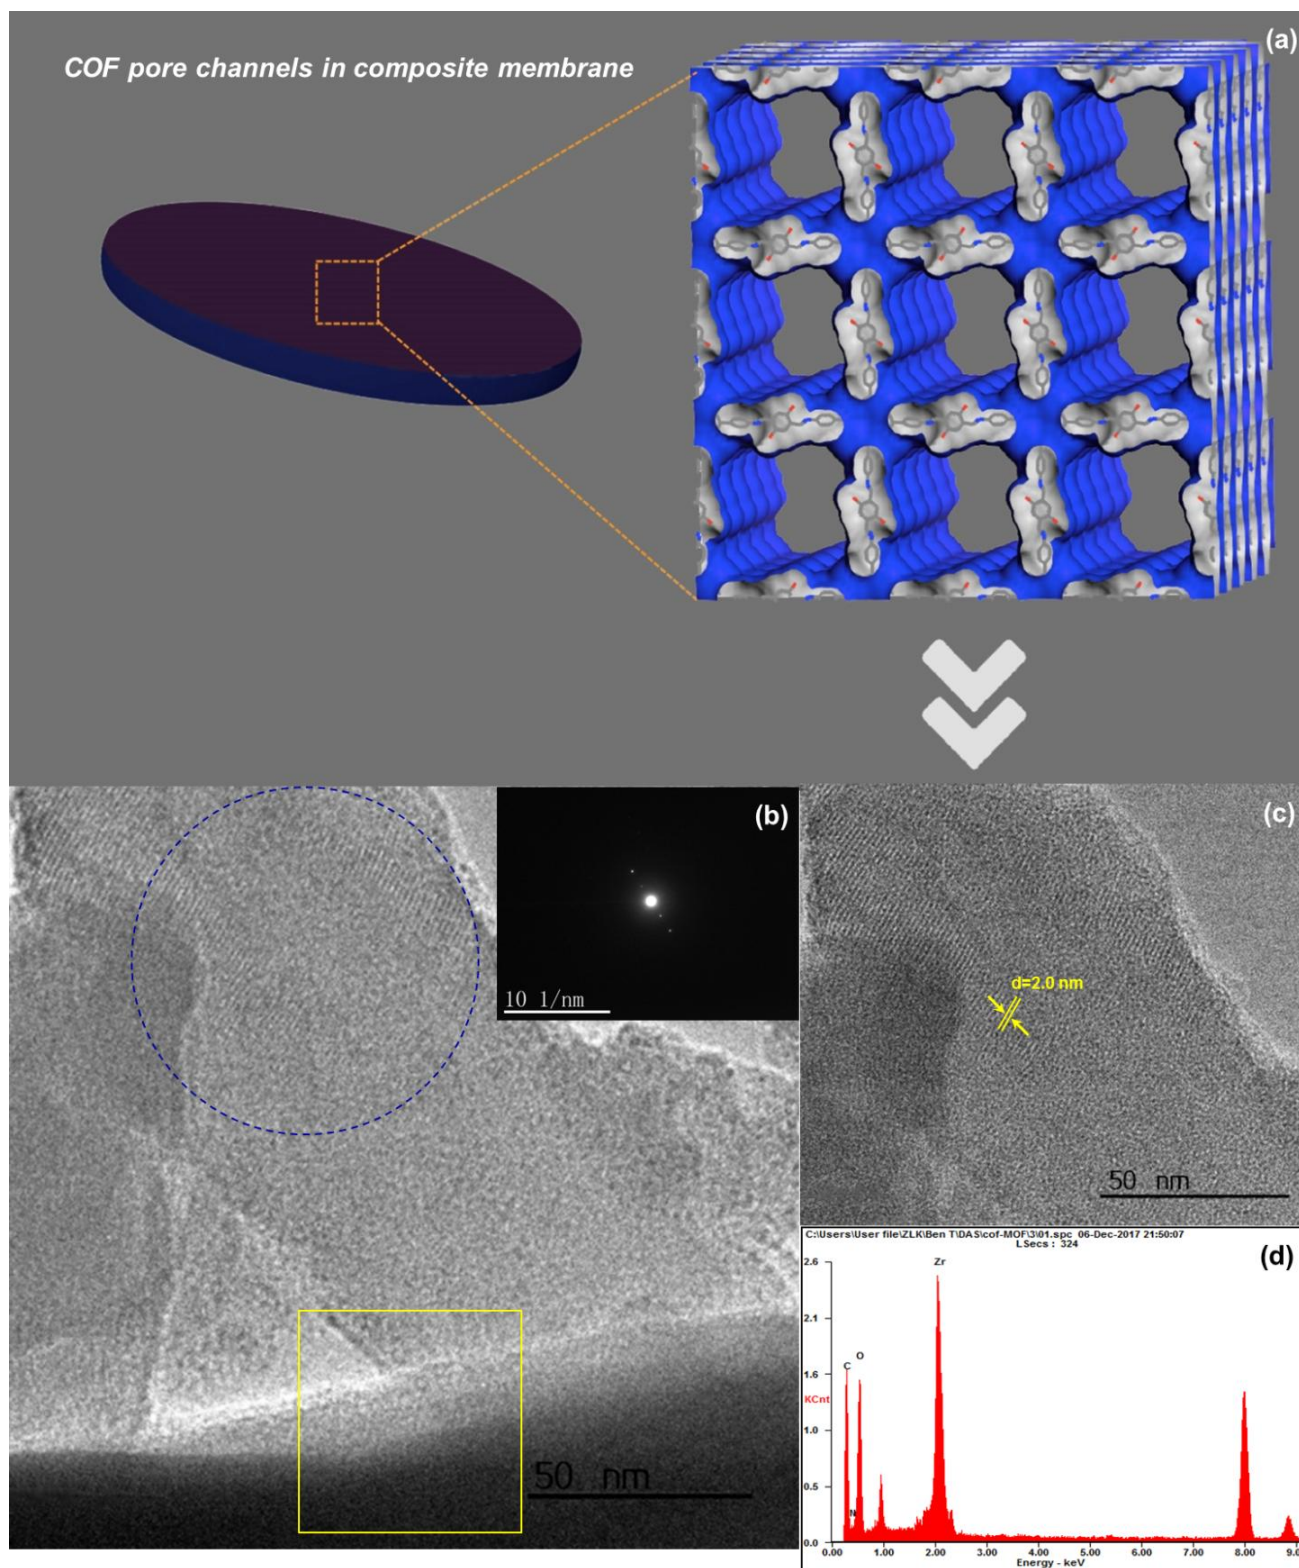 COF pore channels in composite membrane
(a)
(b)
10 1/nm
50 nm
(c)
d=2.0 nm
50 nm
C:\Users\User file\ZLK\Ben T\DAS\cof-MOF\3\01.spc 06-Dec-2017 21:50:07
LSecs : 324
(d)
2.6
2.1
1.6
KCnt
1.0
0.5
0.0
C
O
N
Zr
0.00 1.00 2.00 3.00 4.00 5.00 6.00 7.00 8.00 9.0
Energy - keV